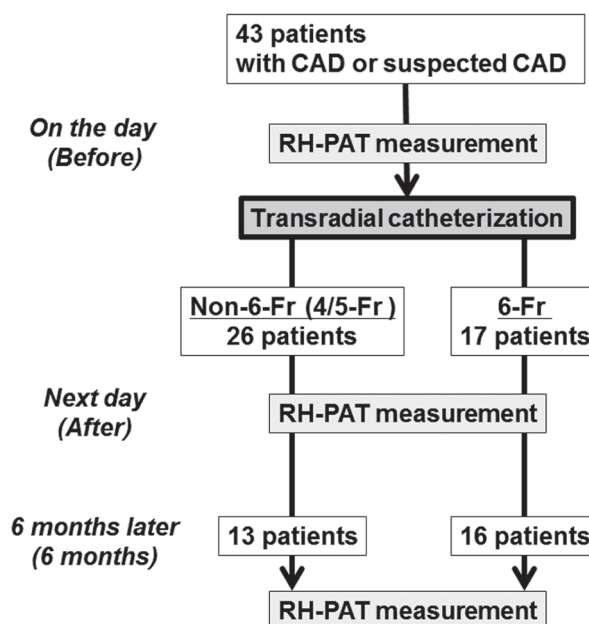 43 patients
with CAD or suspected CAD
On the day
(Before)
RH-PAT measurement
Transradial catheterization
Non-6-Fr (4/5-Fr )
26 patients
6-Fr
17 patients
Next day
(After)
RH-PAT measurement
6 months later
(6 months)
13 patients
16 patients
RH-PAT measurement